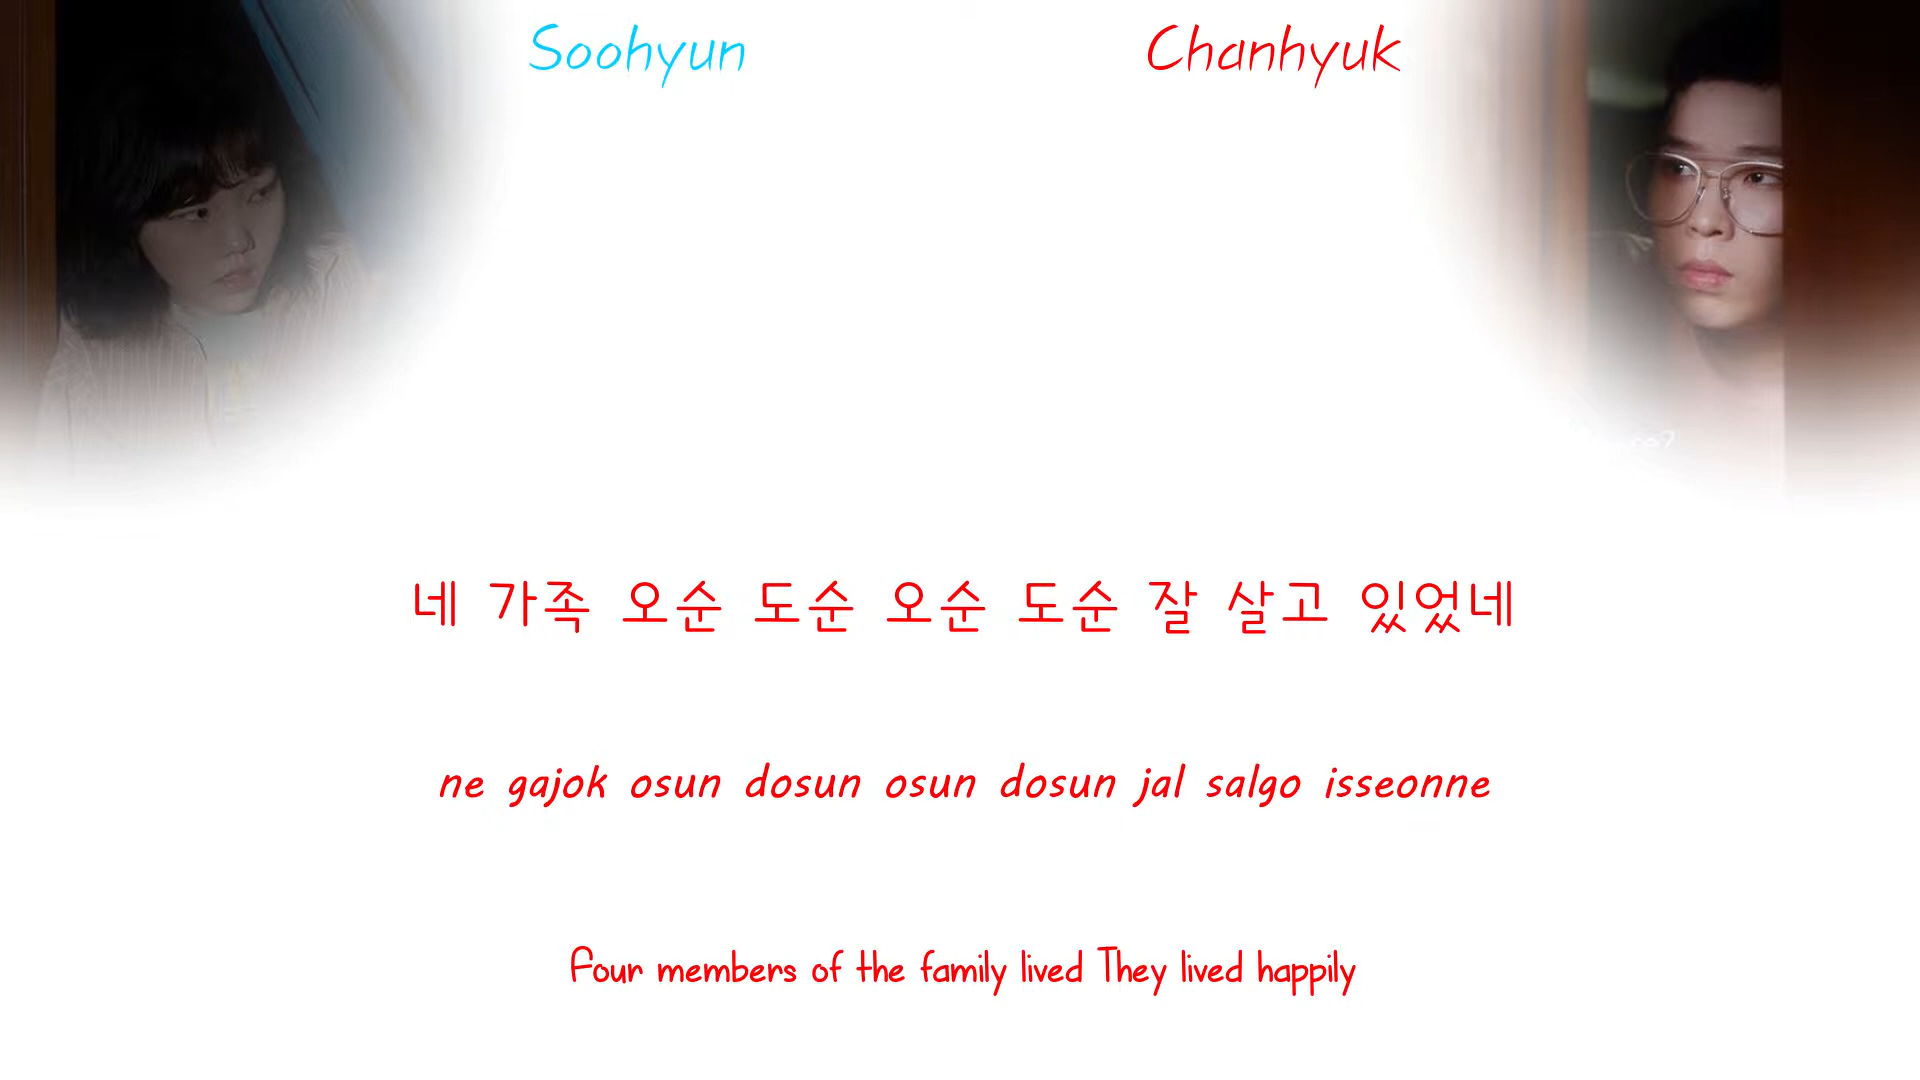 Soohyun
Chanhyuk
네 가족 오순 도순 오순 도순 잘 살고 있었네
ne gajok osun dosun osun dosun jal salgo isseonne
Four members of the family lived They lived happily